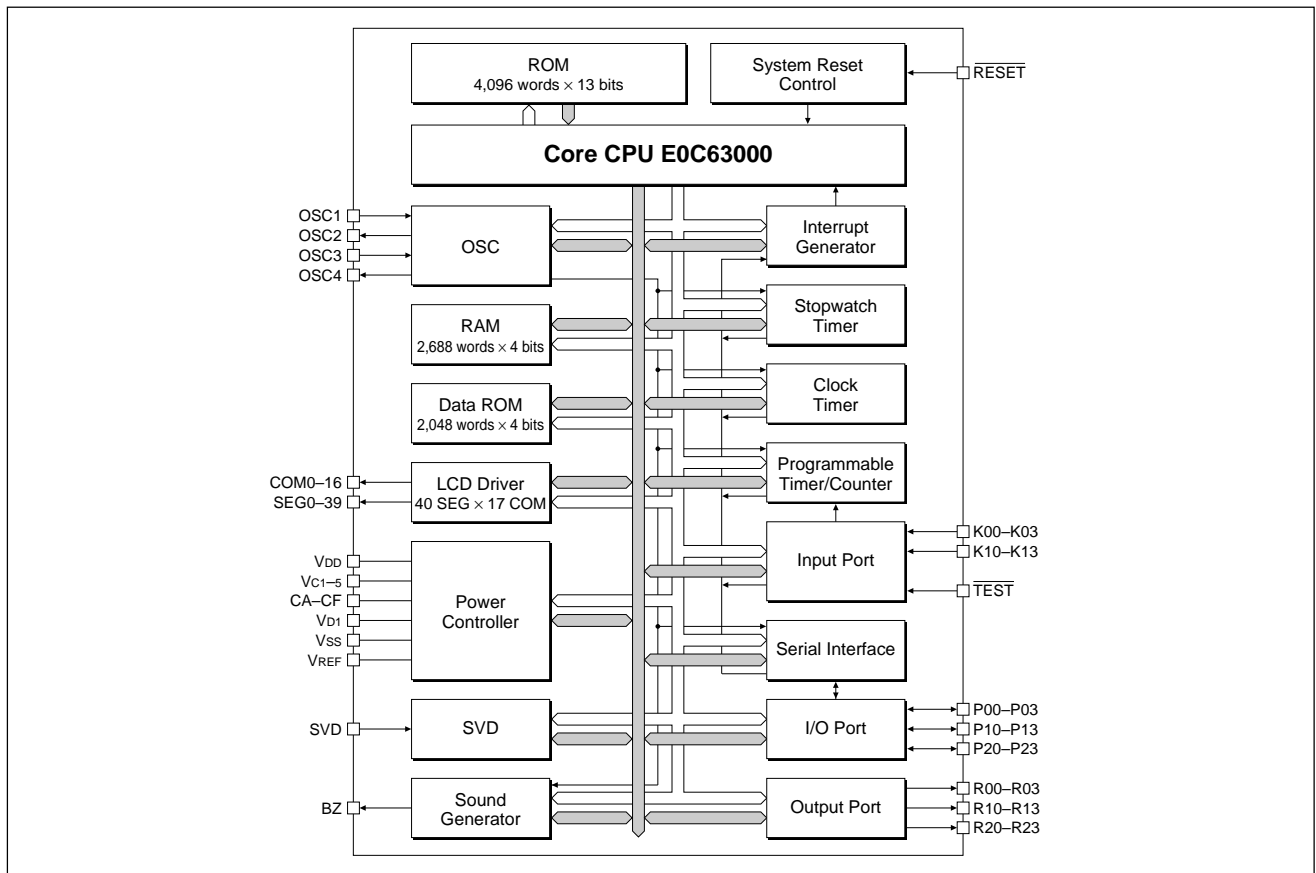 ROM
4,096 words × 13 bits
System Reset
Control
RESET
Core CPU E0C63000
OSC1
OSC2
OSC3
OSC4
OSC
Interrupt
Generator
RAM
2,688 words × 4 bits
Stopwatch
Timer
Data ROM
2,048 words × 4 bits
Clock
Timer
COM0–16
SEG0–39
LCD Driver
40 SEG × 17 COM
Programmable
Timer/Counter
Input Port
K00–K03
K10–K13
TEST
VDD
VC1–5
CA–CF
VD1
VSS
VREF
Power
Controller
Serial Interface
SVD
SVD
I/O Port
P00–P03
P10–P13
P20–P23
BZ
Sound
Generator
Output Port
R00–R03
R10–R13
R20–R23